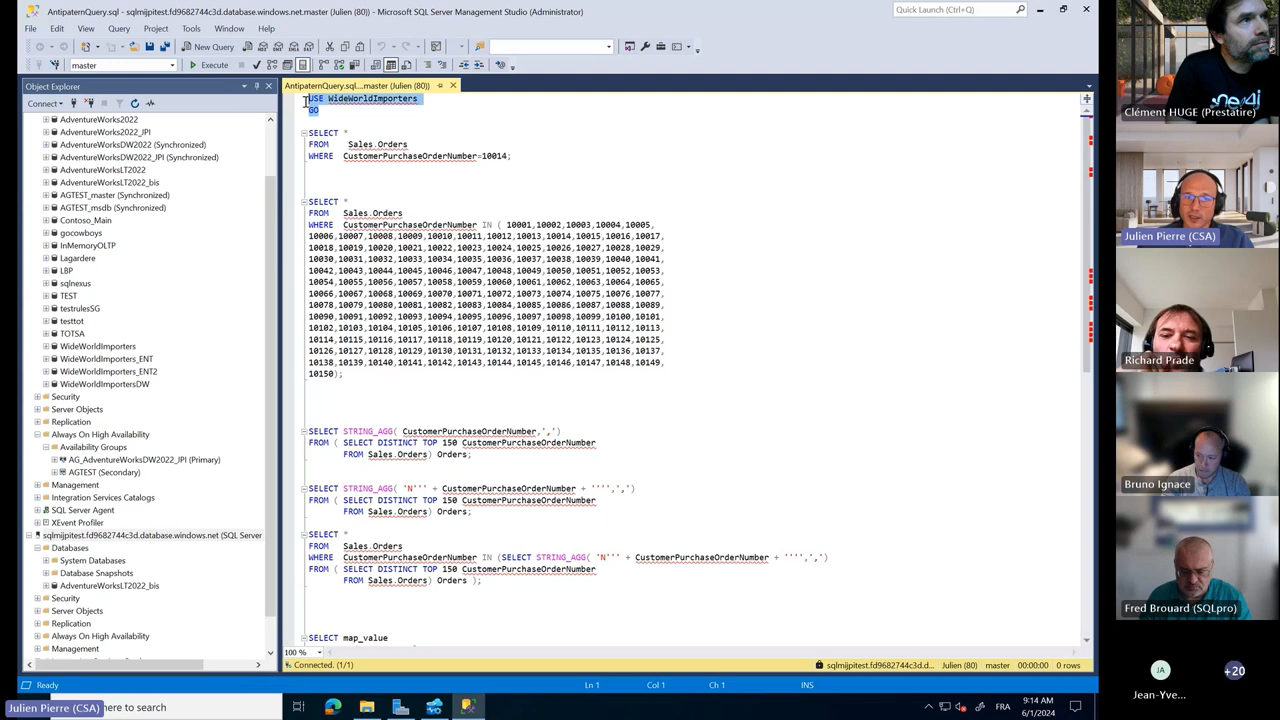 AntipaternQuery.sql - sqlmijpitest.fd9682744c3d.database.windows.net.master (Julien (80)) - Microsoft SQL Server Management Studio (Administrator)
Quick Launch (Ctrl+Q)
File Edit View Query Project Tools Window Help
New Query
master
Execute
Object Explorer
Connect
AdventureWorks2022
AdventureWorks2022_JPI
AdventureWorksDW2022 (Synchronized)
AdventureWorksDW2022_JPI (Synchronized)
AdventureWorksLT2022
AdventureWorksLT2022_bis
AGTEST_master (Synchronized)
AGTEST_msdb (Synchronized)
Contoso_Main
gocowboys
InMemoryOLTP
Lagardere
LBP
sqlnexus
TEST
testrulesSG
testtot
TOTSA
WideWorldImporters
WideWorldImporters_ENT
WideWorldImporters_ENT2
WideWorldImportersDW
Security
Server Objects
Replication
Always On High Availability
Availability Groups
AG_AdventureWorksDW2022_JPI (Primary)
AGTEST (Secondary)
Management
Integration Services Catalogs
SQL Server Agent
XEvent Profiler
sqlmijpitest.fd9682744c3d.database.windows.net (SQL Server
Databases
System Databases
Database Snapshots
AdventureWorksLT2022_bis
Security
Server Objects
Replication
Always On High Availability
Management
AntipaternQuery.sql....master (Julien (80))
USE WideWorldImporters
GO
SELECT *
FROM Sales.Orders
WHERE CustomerPurchaseOrderNumber=10014;
SELECT *
FROM Sales.Orders
WHERE CustomerPurchaseOrderNumber IN ( 10001,10002,10003,10004,10005,
10006,10007,10008,10009,10010,10011,10012,10013,10014,10015,10016,10017,
10018,10019,10020,10021,10022,10023,10024,10025,10026,10027,10028,10029,
10030,10031,10032,10033,10034,10035,10036,10037,10038,10039,10040,10041,
10042,10043,10044,10045,10046,10047,10048,10049,10050,10051,10052,10053,
10054,10055,10056,10057,10058,10059,10060,10061,10062,10063,10064,10065,
10066,10067,10068,10069,10070,10071,10072,10073,10074,10075,10076,10077,
10078,10079,10080,10081,10082,10083,10084,10085,10086,10087,10088,10089,
10090,10091,10092,10093,10094,10095,10096,10097,10098,10099,10100,10101,
10102,10103,10104,10105,10106,10107,10108,10109,10110,10111,10112,10113,
10114,10115,10116,10117,10118,10119,10120,10121,10122,10123,10124,10125,
10126,10127,10128,10129,10130,10131,10132,10133,10134,10135,10136,10137,
10138,10139,10140,10141,10142,10143,10144,10145,10146,10147,10148,10149,
10150);
SELECT STRING_AGG( CustomerPurchaseOrderNumber,',')
FROM ( SELECT DISTINCT TOP 150 CustomerPurchaseOrderNumber
FROM Sales.Orders) Orders;
SELECT STRING_AGG( 'N''' + CustomerPurchaseOrderNumber + '''',',')
FROM ( SELECT DISTINCT TOP 150 CustomerPurchaseOrderNumber
FROM Sales.Orders) Orders;
SELECT *
FROM Sales.Orders
WHERE CustomerPurchaseOrderNumber IN (SELECT STRING_AGG( 'N''' + CustomerPurchaseOrderNumber + '''',',')
FROM ( SELECT DISTINCT TOP 150 CustomerPurchaseOrderNumber
FROM Sales.Orders) Orders );
SELECT map_value
100 %
Connected. (1/1)
sqlmijpitest.fd9682744c3d.d... Julien (80) master 00:00:00 0 rows
Ready
Ln 1 Col 1 Ch 1 INS
here to search
FRA
9:14 AM
6/1/2024
Julien Pierre (CSA)
Clément HUGE (Prestatire)
Julien Pierre (CSA)
Richard Prade
Bruno Ignace
Fred Brouard (SQLpro)
JA
+20
Jean-Yve...